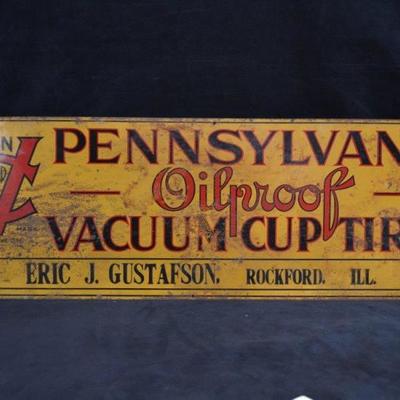 PENNSYLVAN
Oilproof
VACUUM CUP TIR
ERIC J. GUSTAFSON, ROCKFORD, ILL.